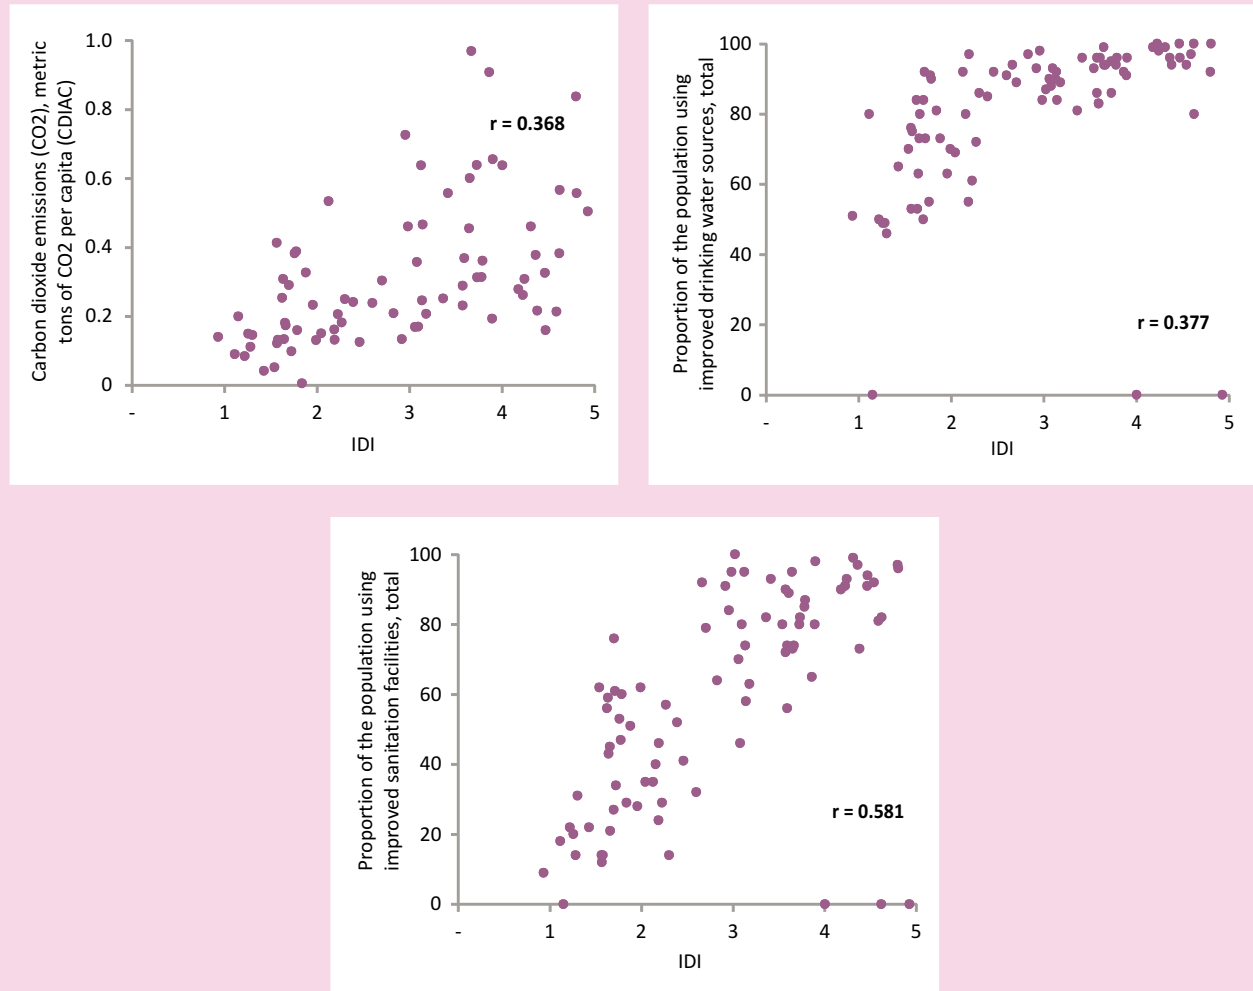 Carbon dioxide emissions (CO2), metric
tons of CO2 per capita (CDIAC)
1.0
0.8
0.6
0.4
0.2
0
r = 0.368
- 1 2 3 4 5
IDI
Proportion of the population using
improved drinking water sources, total
100
80
60
40
20
0
r = 0.377
- 1 2 3 4 5
IDI
Proportion of the population using
improved sanitation facilities, total
100
80
60
40
20
0
r = 0.581
- 1 2 3 4 5
IDI